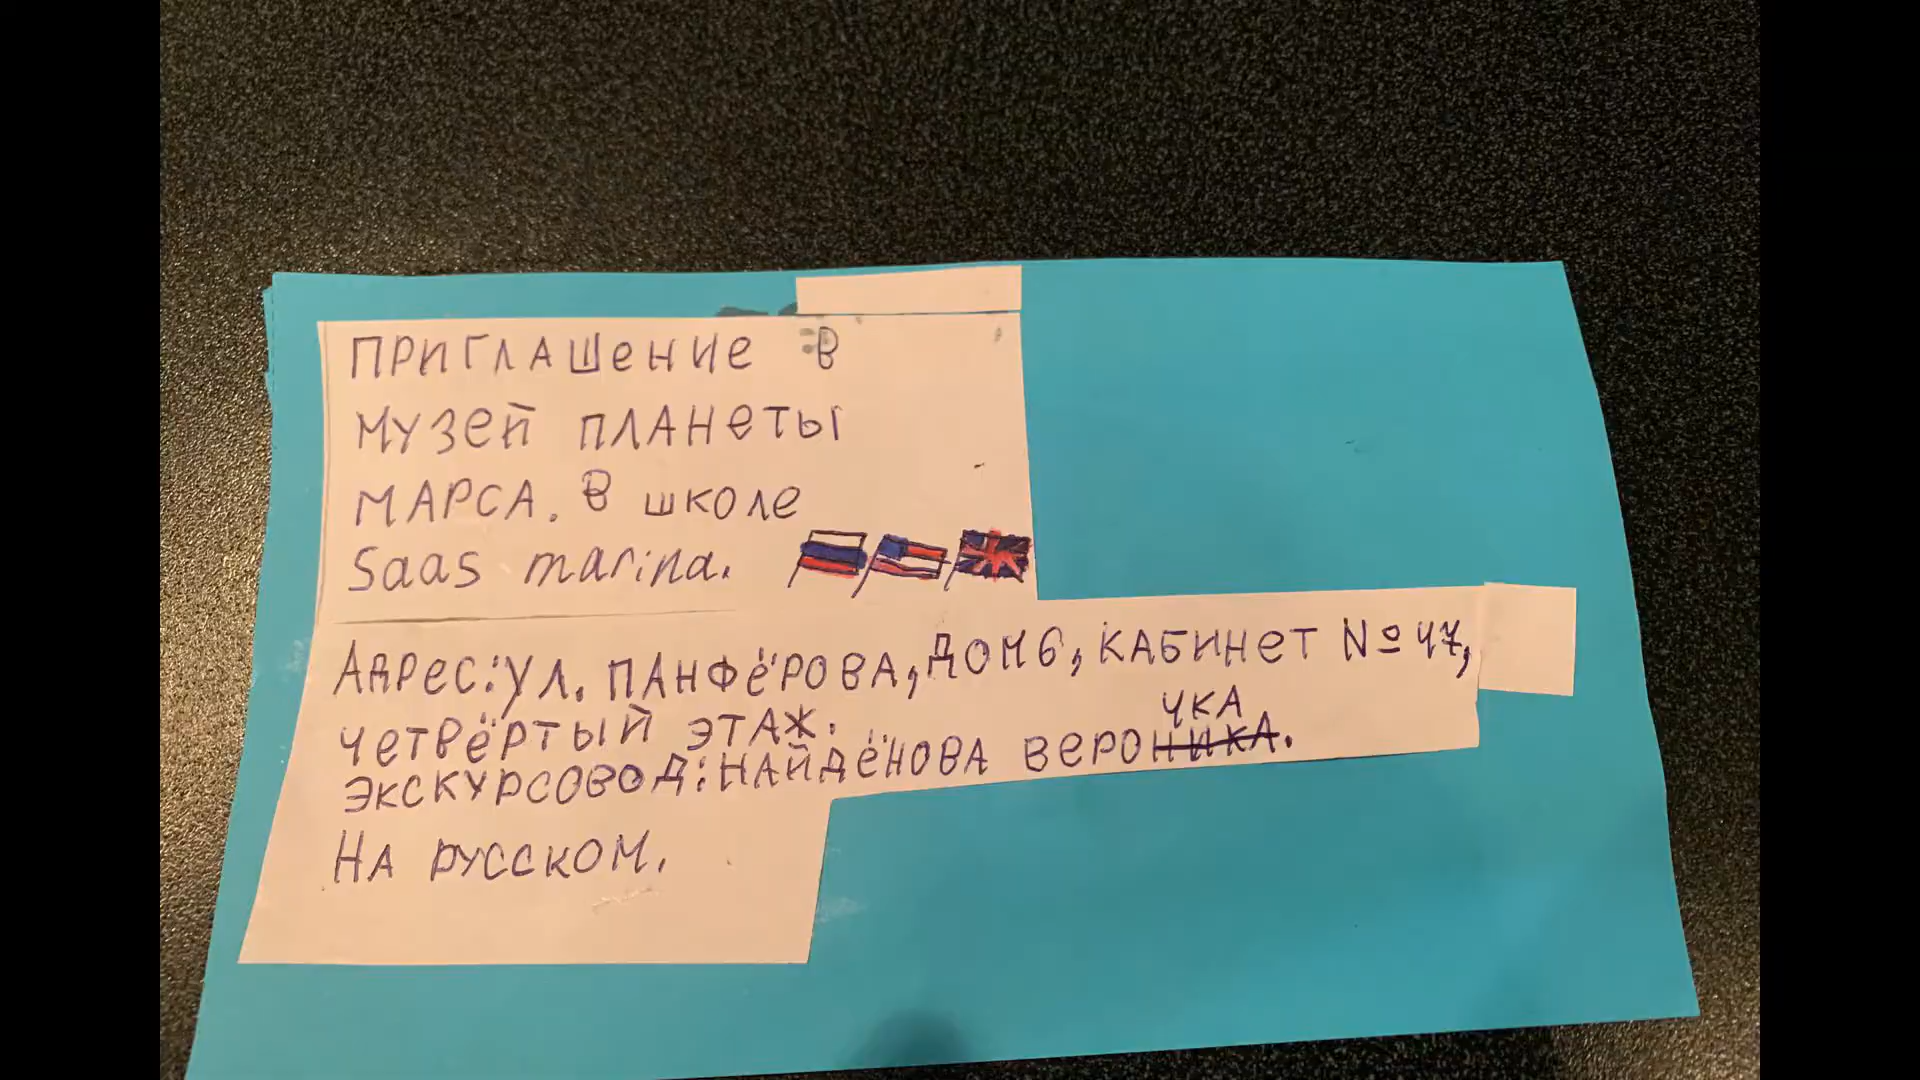 ПРИГЛАШЕНИЕ В
МУЗЕЙ ПЛАНЕТЫ
МАРСА. В ШКОЛЕ
Saas marina.
АДРЕС: УЛ. ПАНФЁРОВА, ДОМ 6, КАБИНЕТ № 47,
ЧЕТВЁРТЫЙ ЭТАЖ.
ЧКА
ЭКСКУРСОВОД: НАЙДЁНОВА ВЕРОНИКА.
НА РУССКОМ.